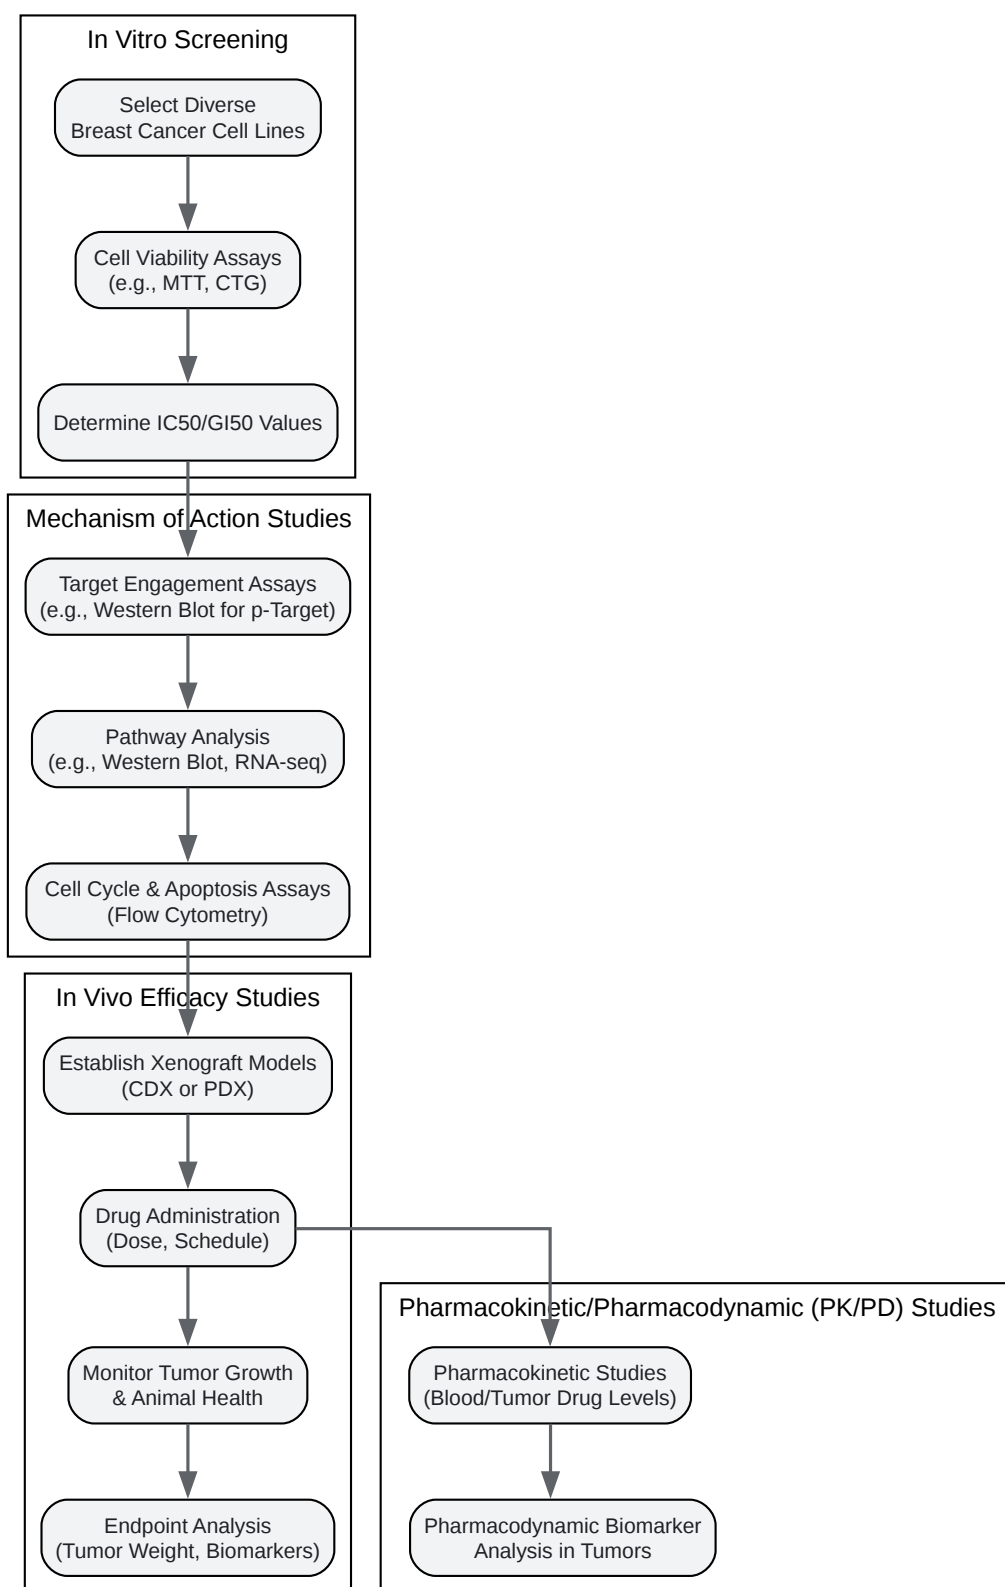 In Vitro Screening
Select Diverse
Breast Cancer Cell Lines
Cell Viability Assays
(e.g., MTT, CTG)
Determine IC50/GI50 Values
Mechanism of Action Studies
Target Engagement Assays
(e.g., Western Blot for p-Target)
Pathway Analysis
(e.g., Western Blot, RNA-seq)
Cell Cycle & Apoptosis Assays
(Flow Cytometry)
In Vivo Efficacy Studies
Establish Xenograft Models
(CDX or PDX)
Drug Administration
(Dose, Schedule)
Monitor Tumor Growth
& Animal Health
Endpoint Analysis
(Tumor Weight, Biomarkers)
Pharmacokinetic/Pharmacodynamic (PK/PD) Studies
Pharmacokinetic Studies
(Blood/Tumor Drug Levels)
Pharmacodynamic Biomarker
Analysis in Tumors